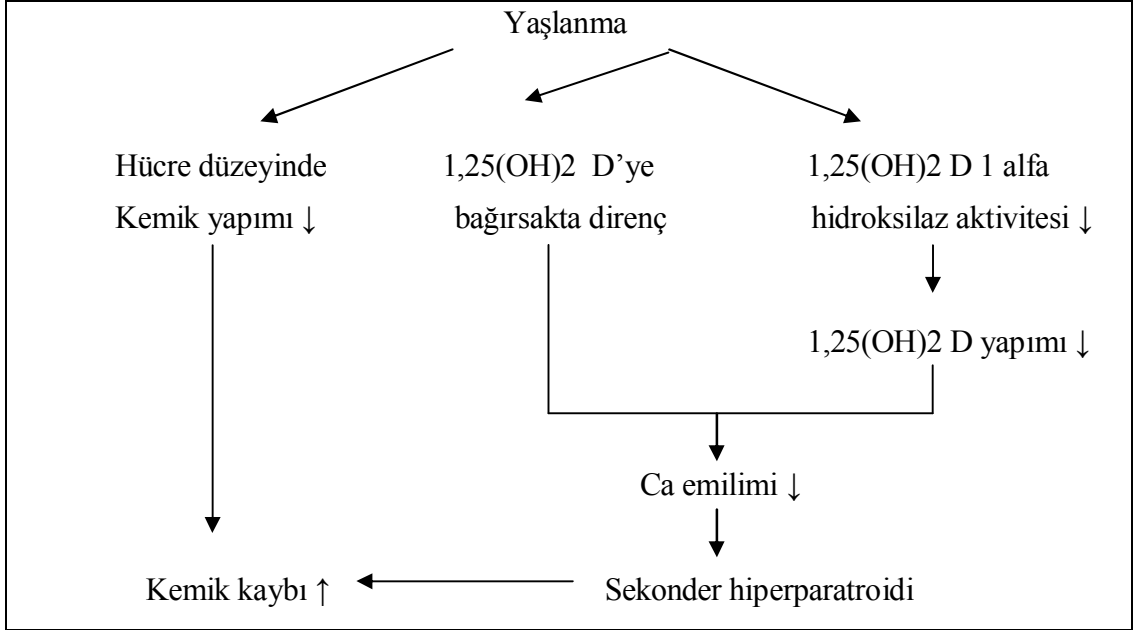 Yaşlanma
Hücre düzeyinde
Kemik yapımı ↓
1,25(OH)2 D’ye
bağırsakta direnç
1,25(OH)2 D 1 alfa
hidroksilaz aktivitesi ↓
1,25(OH)2 D yapımı ↓
Ca emilimi ↓
Kemik kaybı ↑
Sekonder hiperparatroidi